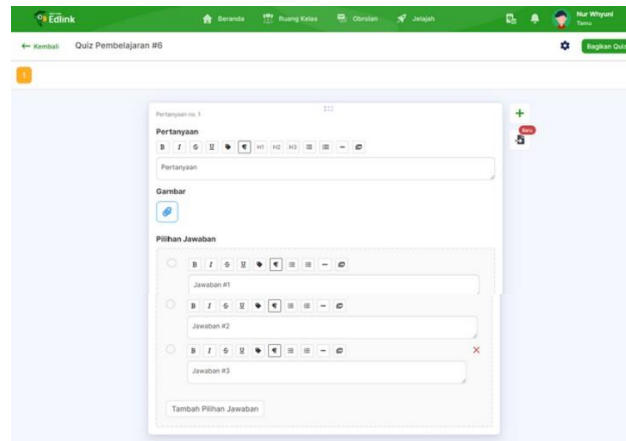 Edlink
Beranda
Ruang Kelas
Obrolan
Jelajah
Nur Whyuni
Tamu
Kembali
Quiz Pembelajaran #6
Bagikan Quiz
1
Pertanyaan no. 1
Baru
Pertanyaan
B I S U H1 H2 H3
Pertanyaan
Gambar
Pilihan Jawaban
B I S U
Jawaban #1
B I S U
Jawaban #2
B I S U
Jawaban #3
Tambah Pilihan Jawaban